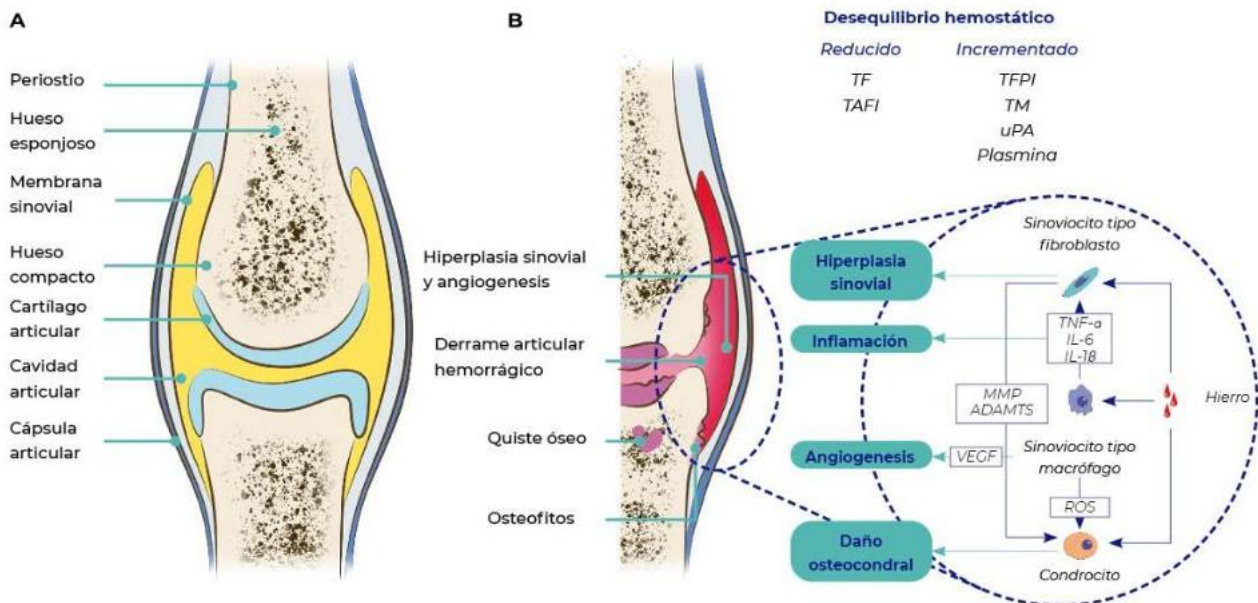 A
Periostio
Hueso
esponjoso
Membrana
sinovial
Hueso
compacto
Cartílago
articular
Cavidad
articular
Cápsula
articular
B
Hiperplasia sinovial
y angiogenesis
Derrame articular
hemorrágico
Quiste óseo
Osteofitos
Desequilibrio hemostático
Reducido
TF
TAFI
Incrementado
TFPI
TM
uPA
Plasmina
Hiperplasia
sinovial
Inflamación
Angiogenesis
Daño
osteocondral
Sinoviocito tipo
fibroblasto
TNF-α
IL-6
IL-1β
MMP
ADAMTS
Hierro
Sinoviocito tipo
macrófago
VEGF
ROS
Condrocito